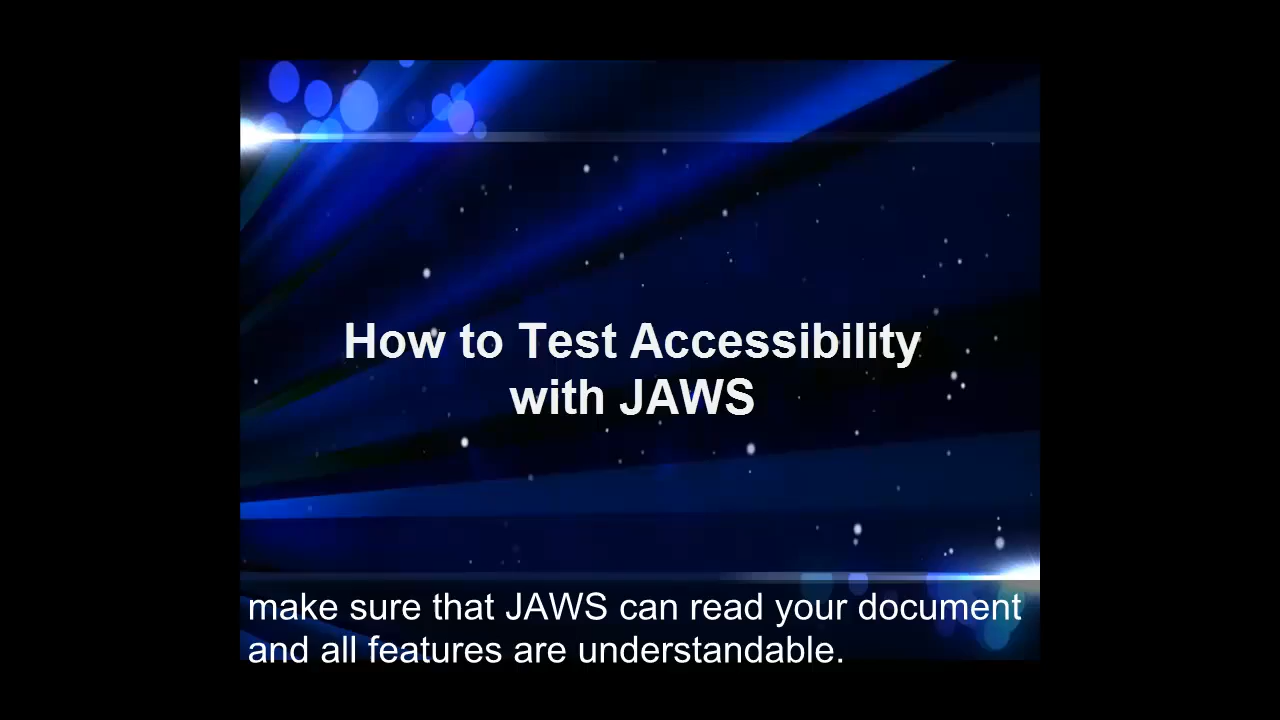 How to Test Accessibility
with JAWS
make sure that JAWS can read your document
and all features are understandable.